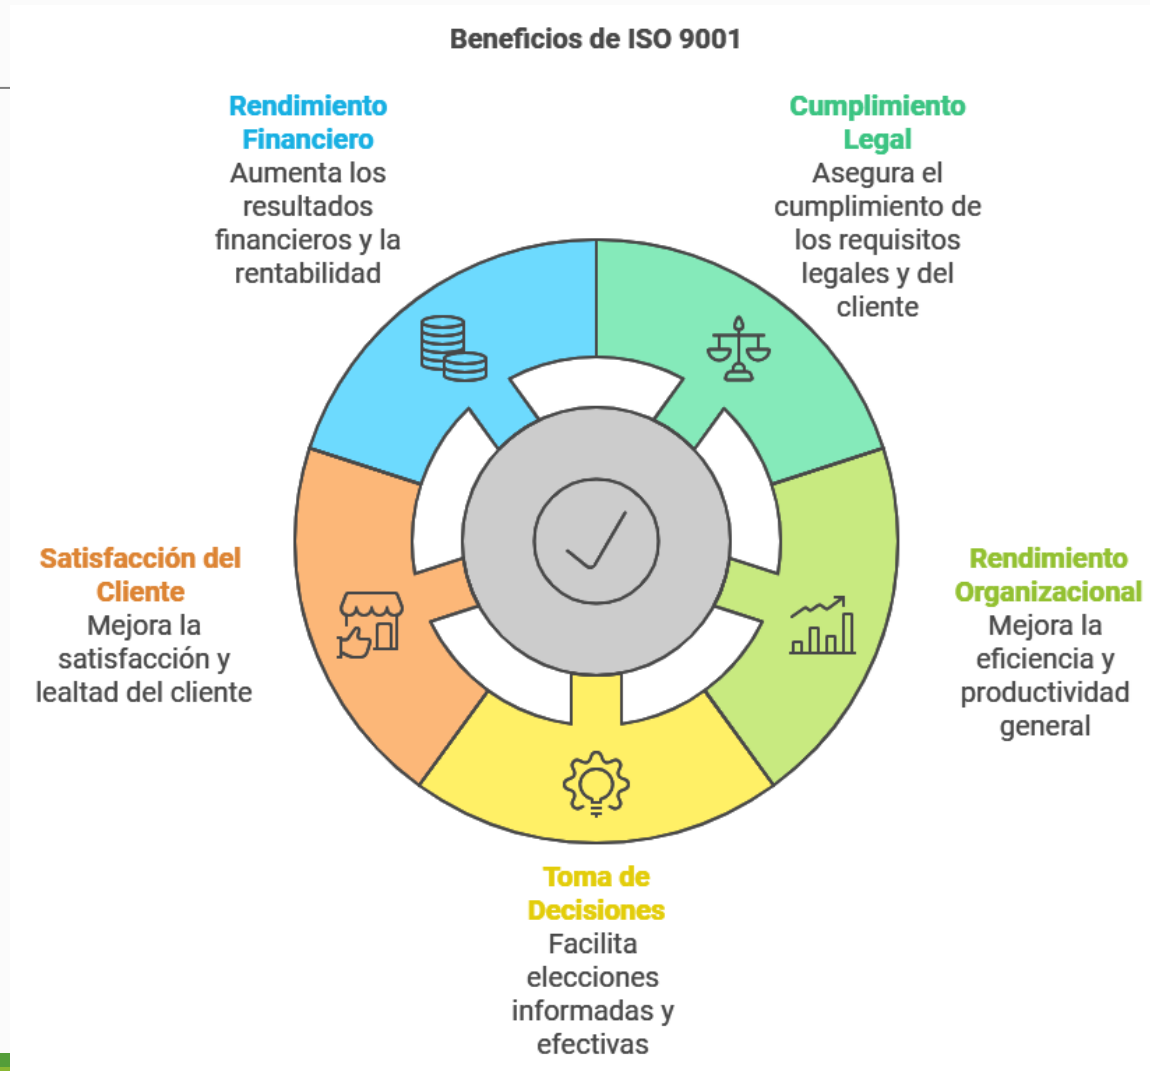 Beneficios de ISO 9001
Rendimiento
Financiero
Aumenta los
resultados
financieros y la
rentabilidad
Cumplimiento
Legal
Asegura el
cumplimiento de
los requisitos
legales y del
cliente
Satisfacción del
Cliente
Mejora la
satisfacción y
lealtad del cliente
Rendimiento
Organizacional
Mejora la
eficiencia y
productividad
general
Toma de
Decisiones
Facilita
elecciones
informadas y
efectivas